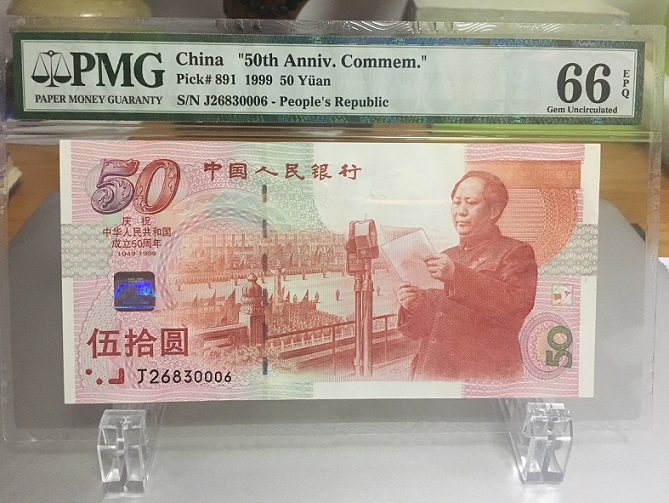 PMG
PAPER MONEY GUARANTY
China "50th Anniv. Commem."
Pick# 891 1999 50 Yüan
S/N J26830006 - People's Republic
66 EPQ
Gem Uncirculated
50
中国人民银行
庆祝
中华人民共和国
成立50周年
1949-1999
伍拾圆
J26830006
50